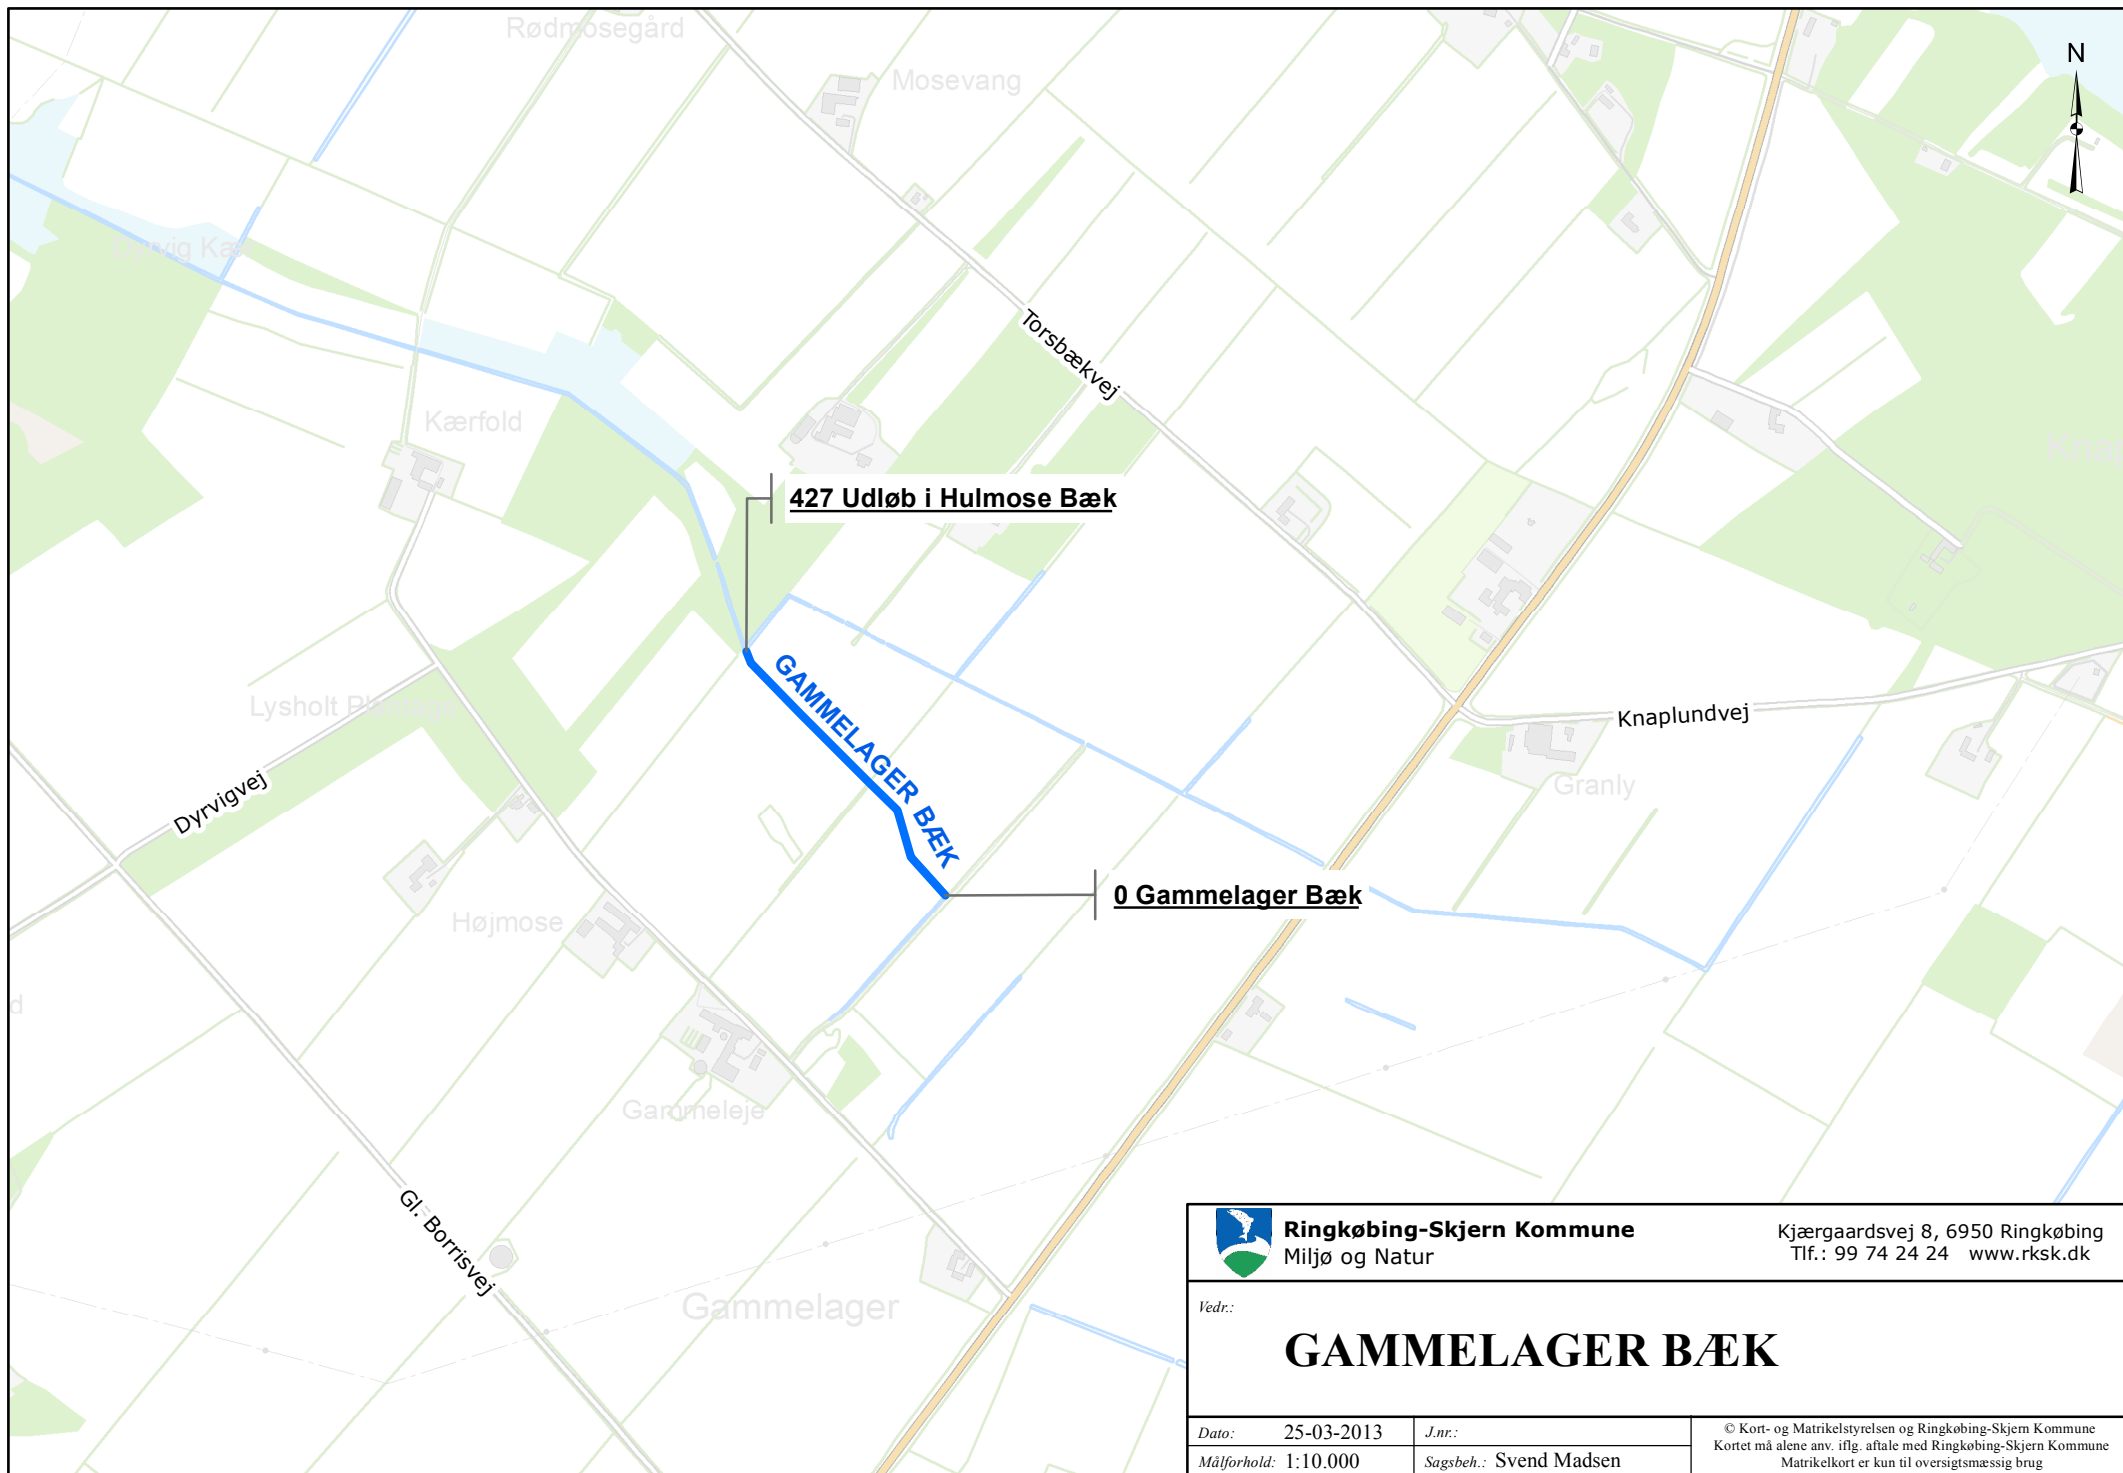 Rødmosegård
Mosevang
N
Torsbækvej
Kærfold
427 Udløb i Hulmose Bæk
GAMMELAGER BÆK
Lysholt
Knaplundvej
Dyrvigvej
Granly
0 Gammelager Bæk
Højmose
Gammeleje
Gl. Borrisvej
Gammelager
Ringkøbing-Skjern Kommune
Miljø og Natur
Kjærgaardsvej 8, 6950 Ringkøbing
Tlf.: 99 74 24 24 www.rksk.dk
Vedr.:
GAMMELAGER BÆK
Dato: 25-03-2013
J.nr.:
Målforhold: 1:10.000
Sagsbeh.: Svend Madsen
© Kort- og Matrikelstyrelsen og Ringkøbing-Skjern Kommune
Kortet må alene anv. iflg. aftale med Ringkøbing-Skjern Kommune
Matrikelkort er kun til oversigtsmæssig brug